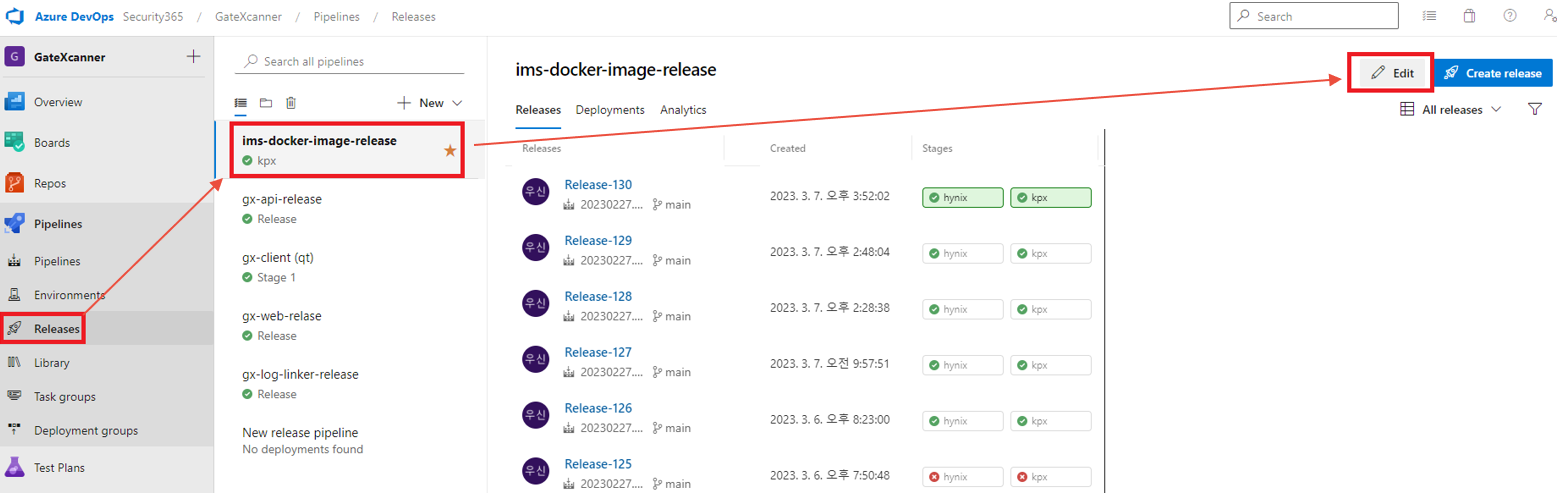 Azure DevOps Security365 / GateXcanner / Pipelines / Releases
Search
G GateXcanner
Overview
Boards
Repos
Pipelines
Pipelines
Environments
Releases
Library
Task groups
Deployment groups
Test Plans
Search all pipelines
New
ims-docker-image-release
kpx
gx-api-release
Release
gx-client (qt)
Stage 1
gx-web-relase
Release
gx-log-linker-release
Release
New release pipeline
No deployments found
ims-docker-image-release
Edit
Create release
Releases Deployments Analytics
All releases
Releases Created Stages
우신 Release-130
20230227.... main
2023. 3. 7. 오후 3:52:02
hynix kpx
우신 Release-129
20230227.... main
2023. 3. 7. 오후 2:48:04
hynix kpx
우신 Release-128
20230227.... main
2023. 3. 7. 오후 2:28:38
hynix kpx
우신 Release-127
20230227.... main
2023. 3. 7. 오전 9:57:51
hynix kpx
우신 Release-126
20230227.... main
2023. 3. 6. 오후 8:23:00
hynix kpx
우신 Release-125
20230227.... main
2023. 3. 6. 오후 7:50:48
hynix kpx